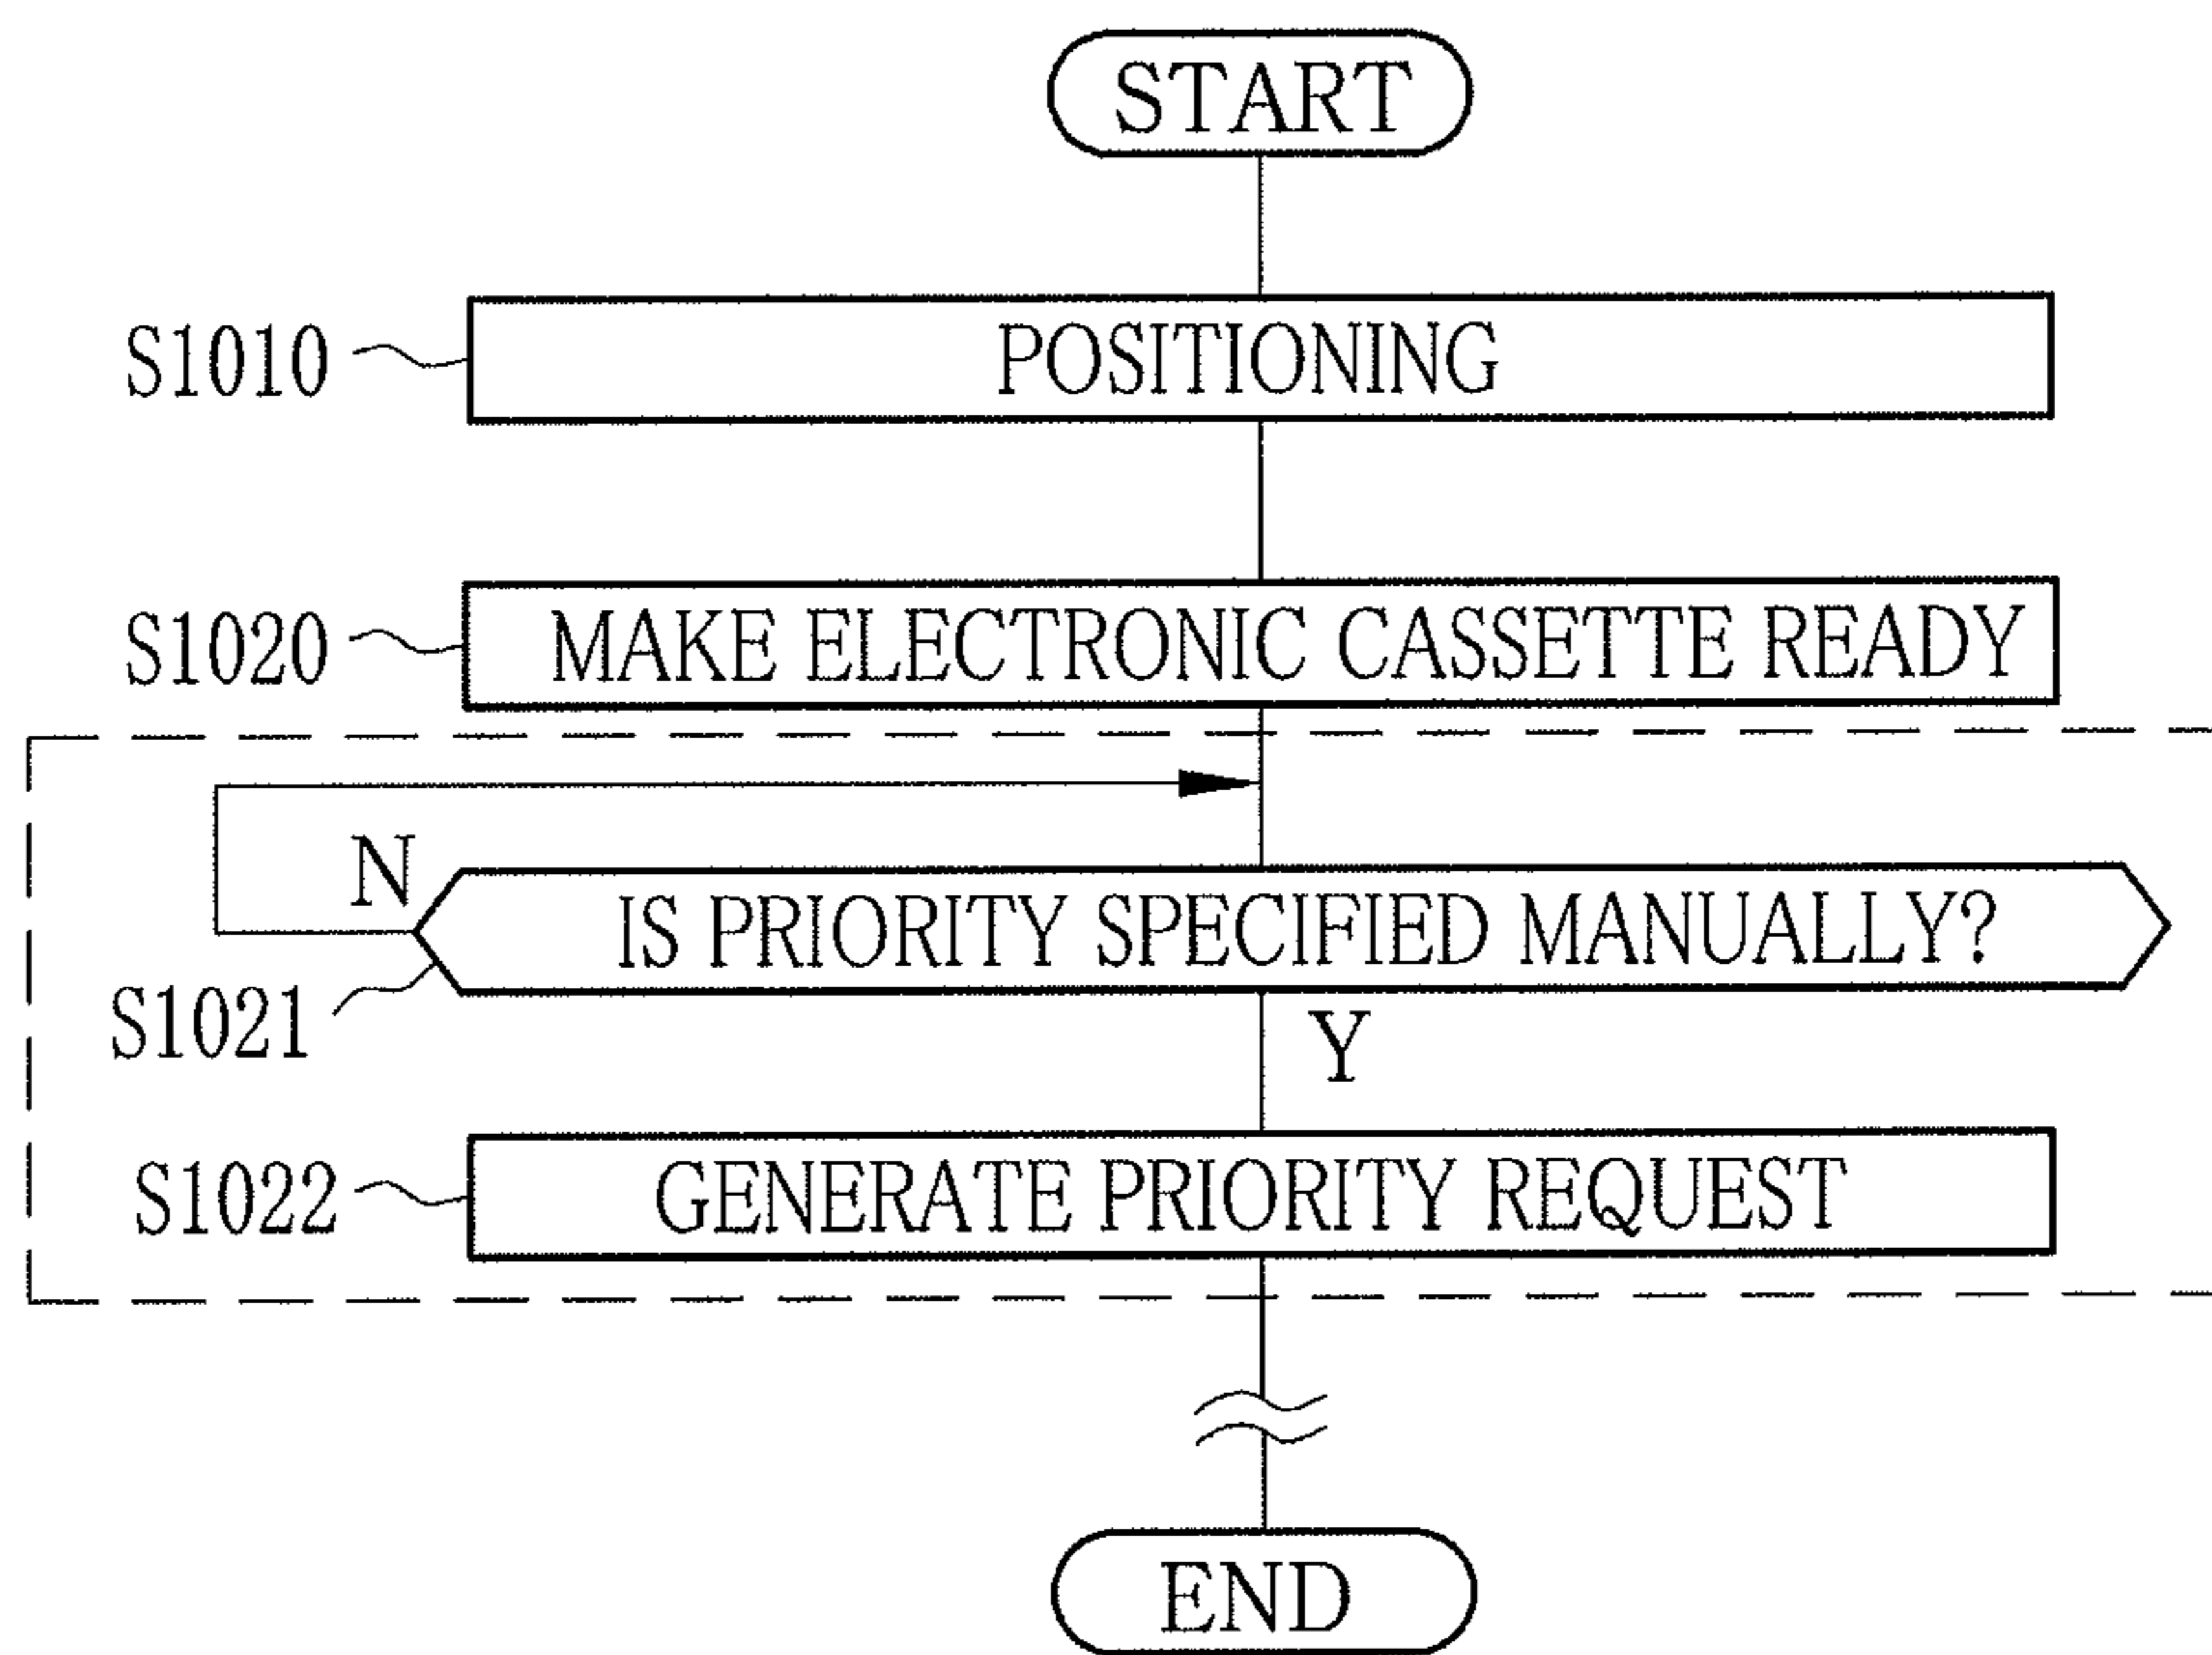 START
S1010 POSITIONING
S1020 MAKE ELECTRONIC CASSETTE READY
N
IS PRIORITY SPECIFIED MANUALLY?
S1021
Y
S1022 GENERATE PRIORITY REQUEST
END